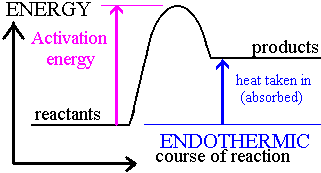 ENERGY
Activation
energy
products
heat taken in
(absorbed)
reactants
ENDOTHERMIC
course of reaction